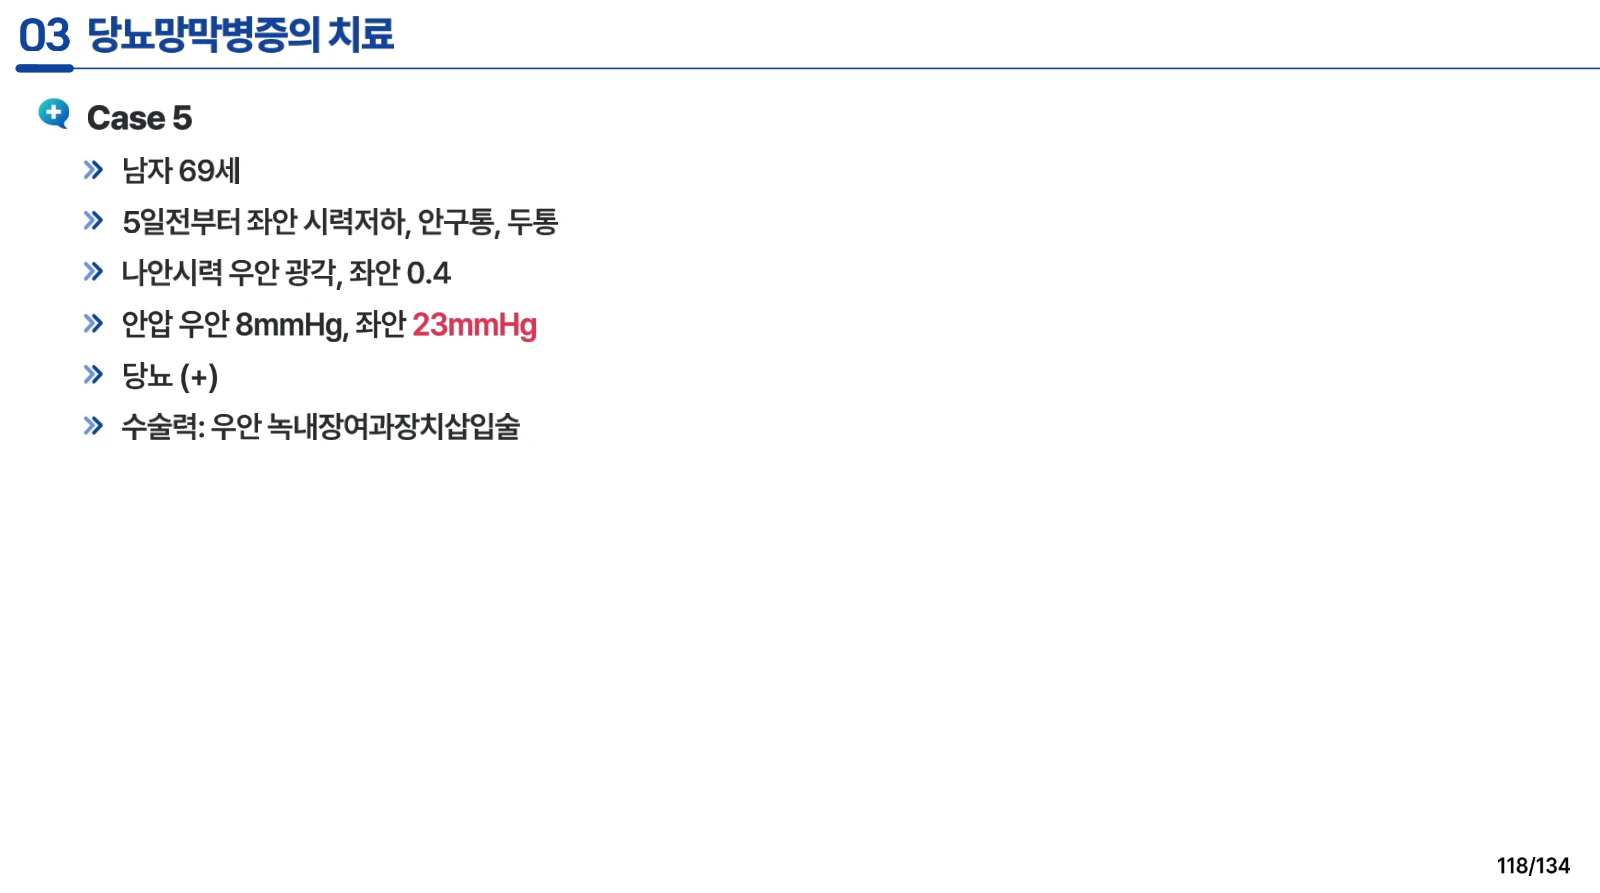 03 당뇨망막병증의 치료
Case 5
남자 69세
5일전부터 좌안 시력저하, 안구통, 두통
나안시력 우안 광각, 좌안 0.4
안압 우안 8mmHg, 좌안 23mmHg
당뇨 (+)
수술력: 우안 녹내장여과장치삽입술
118/134